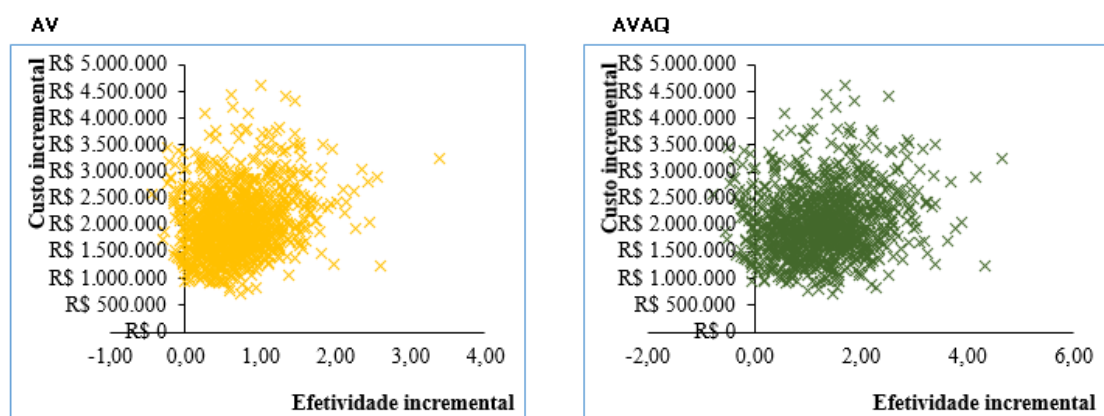 AV
Custo incremental
R$ 5.000.000
R$ 4.500.000
R$ 4.000.000
R$ 3.500.000
R$ 3.000.000
R$ 2.500.000
R$ 2.000.000
R$ 1.500.000
R$ 1.000.000
R$ 500.000
R$ 0
-1,00 0,00 1,00 2,00 3,00 4,00
Efetividade incremental
AVAQ
Custo incremental
R$ 5.000.000
R$ 4.500.000
R$ 4.000.000
R$ 3.500.000
R$ 3.000.000
R$ 2.500.000
R$ 2.000.000
R$ 1.500.000
R$ 1.000.000
R$ 500.000
R$ 0
-2,00 0,00 2,00 4,00 6,00
Efetividade incremental